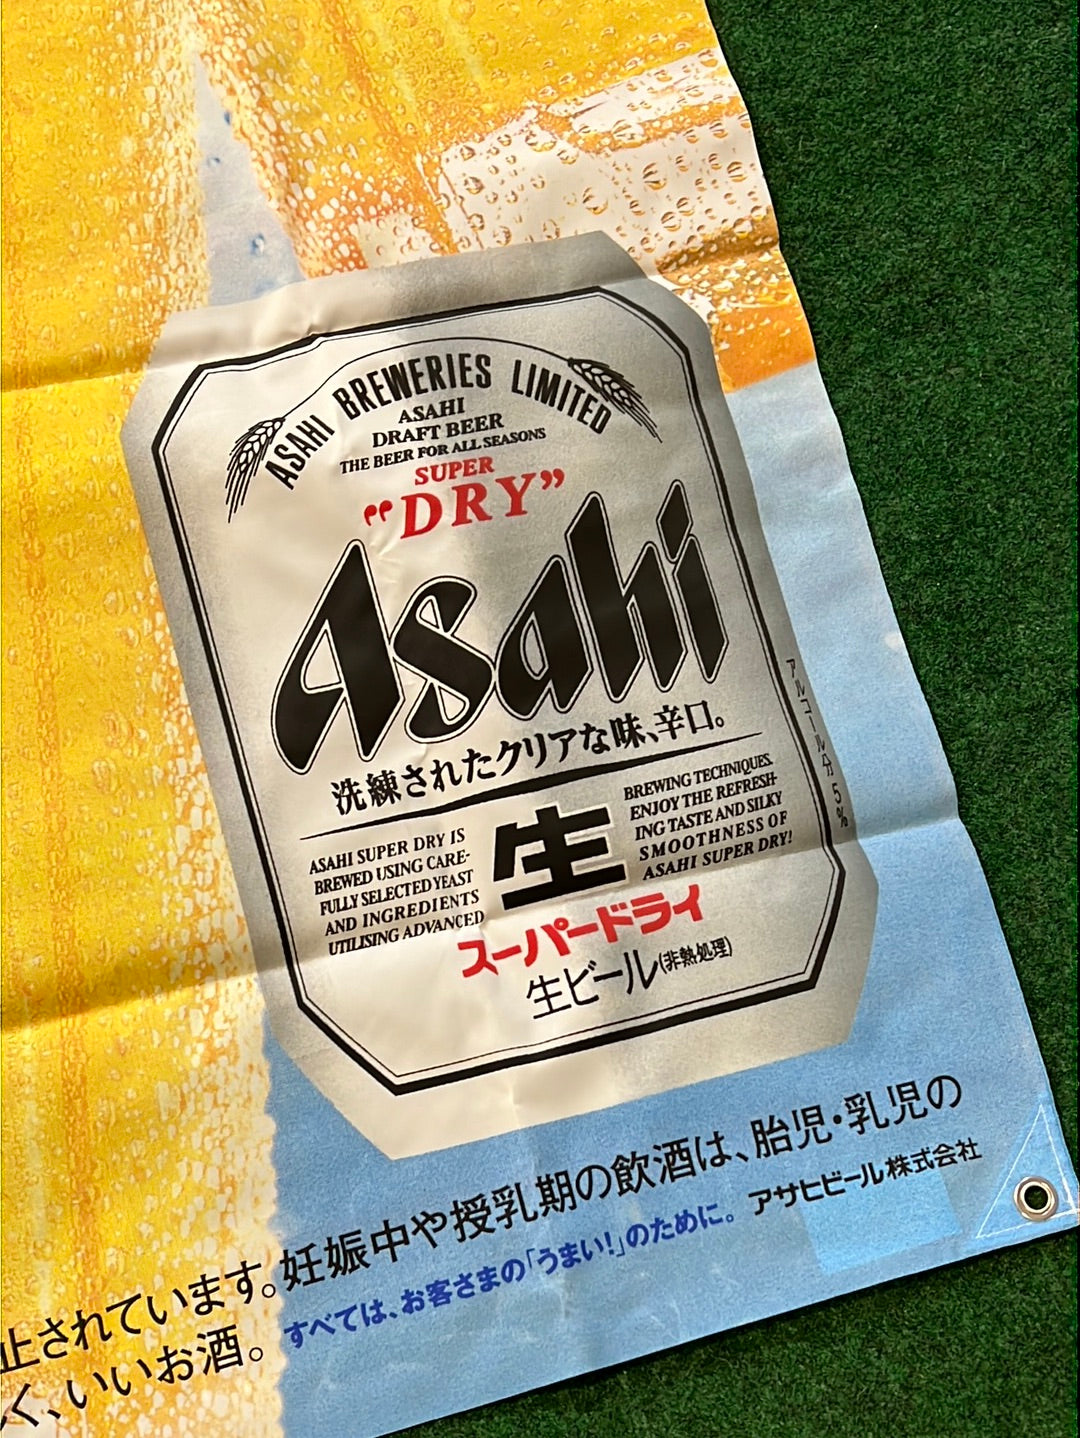 ASAHI BREWERIES LIMITED
ASAHI
DRAFT BEER
THE BEER FOR ALL SEASONS
SUPER
“DRY”
Asahi
洗練されたクリアな味、辛口。
ASAHI SUPER DRY IS
BREWED USING CARE-
FULLY SELECTED YEAST
AND INGREDIENTS
UTILISING ADVANCED
生
BREWING TECHNIQUES.
ENJOY THE REFRESH-
ING TASTE AND SILKY
SMOOTHNESS OF
ASAHI SUPER DRY!
スーパードライ
生ビール(非熱処理)
アルコール分 5%
止されています。妊娠中や授乳期の飲酒は、胎児・乳児の
く、いいお酒。
すべては、お客さまの「うまい!」のために。 アサヒビール株式会社